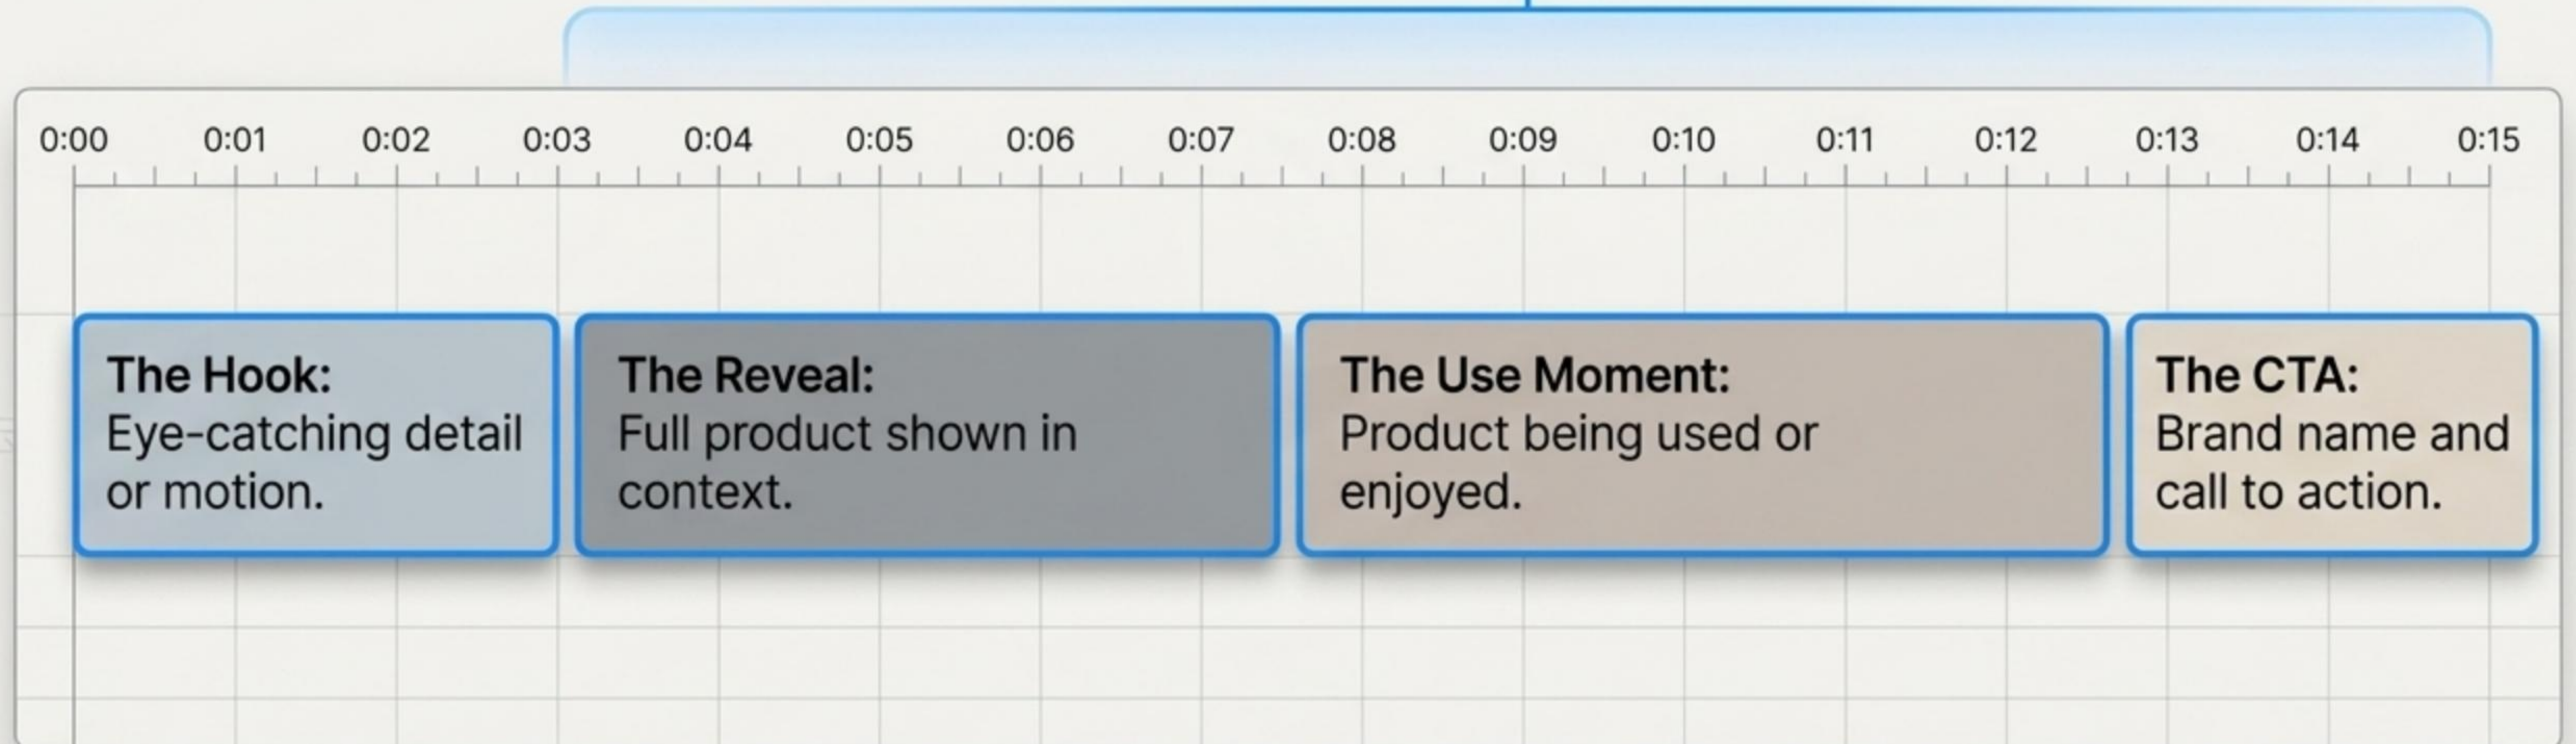 0:00 0:01 0:02 0:03 0:04 0:05 0:06 0:07 0:08 0:09 0:10 0:11 0:12 0:13 0:14 0:15
The Hook:
Eye-catching detail
or motion.
The Reveal:
Full product shown in
context.
The Use Moment:
Product being used or
enjoyed.
The CTA:
Brand name and
call to action.